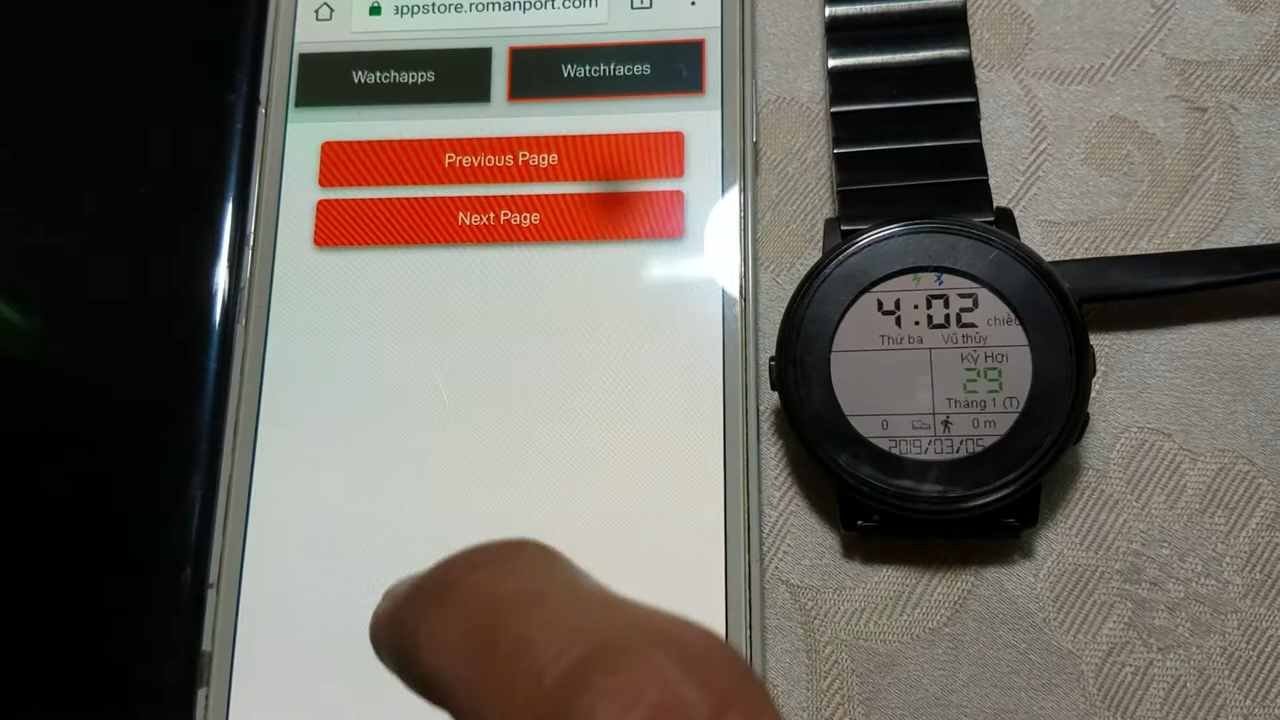 appstore.romanport.com
Watchapps
Watchfaces
Previous Page
Next Page
4:02 chiều
Thứ ba Vũ thủy
Kỷ Hơi
29
Tháng 1 (T)
0 0 m
2019/03/05